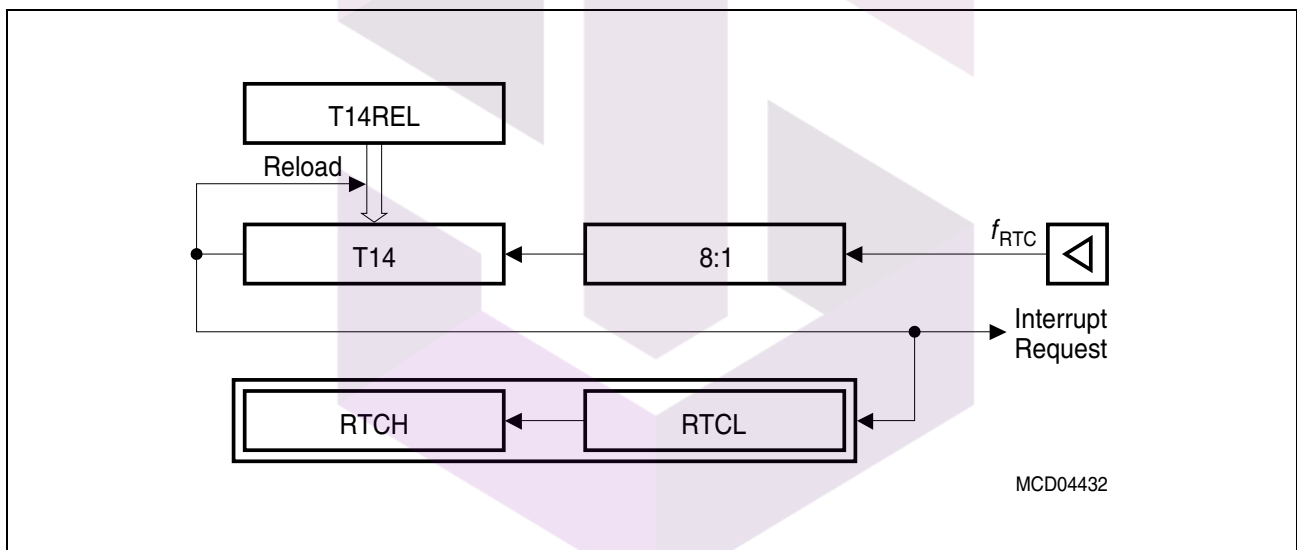 T14REL
Reload
T14
8:1
fRTC
Interrupt
Request
RTCH
RTCL
MCD04432